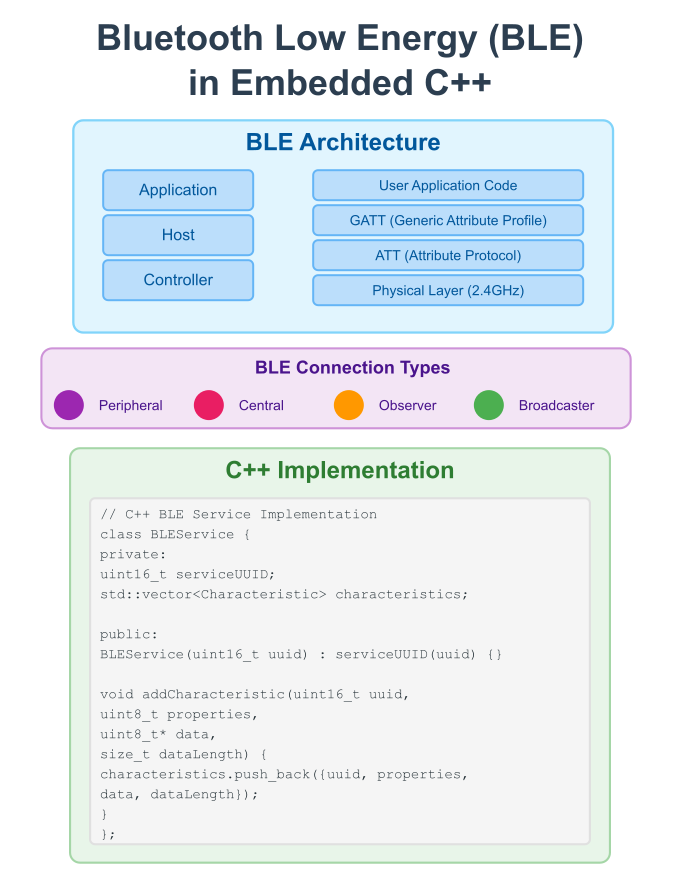 Bluetooth Low Energy (BLE)
in Embedded C++
BLE Architecture
Application
Host
Controller
User Application Code
GATT (Generic Attribute Profile)
ATT (Attribute Protocol)
Physical Layer (2.4GHz)
BLE Connection Types
Peripheral
Central
Observer
Broadcaster
C++ Implementation
// C++ BLE Service Implementation
class BLEService {
private:
uint16_t serviceUUID;
std::vector<Characteristic> characteristics;
public:
BLEService(uint16_t uuid) : serviceUUID(uuid) {}
void addCharacteristic(uint16_t uuid,
uint8_t properties,
uint8_t* data,
size_t dataLength) {
characteristics.push_back({uuid, properties,
data, dataLength});
}
};